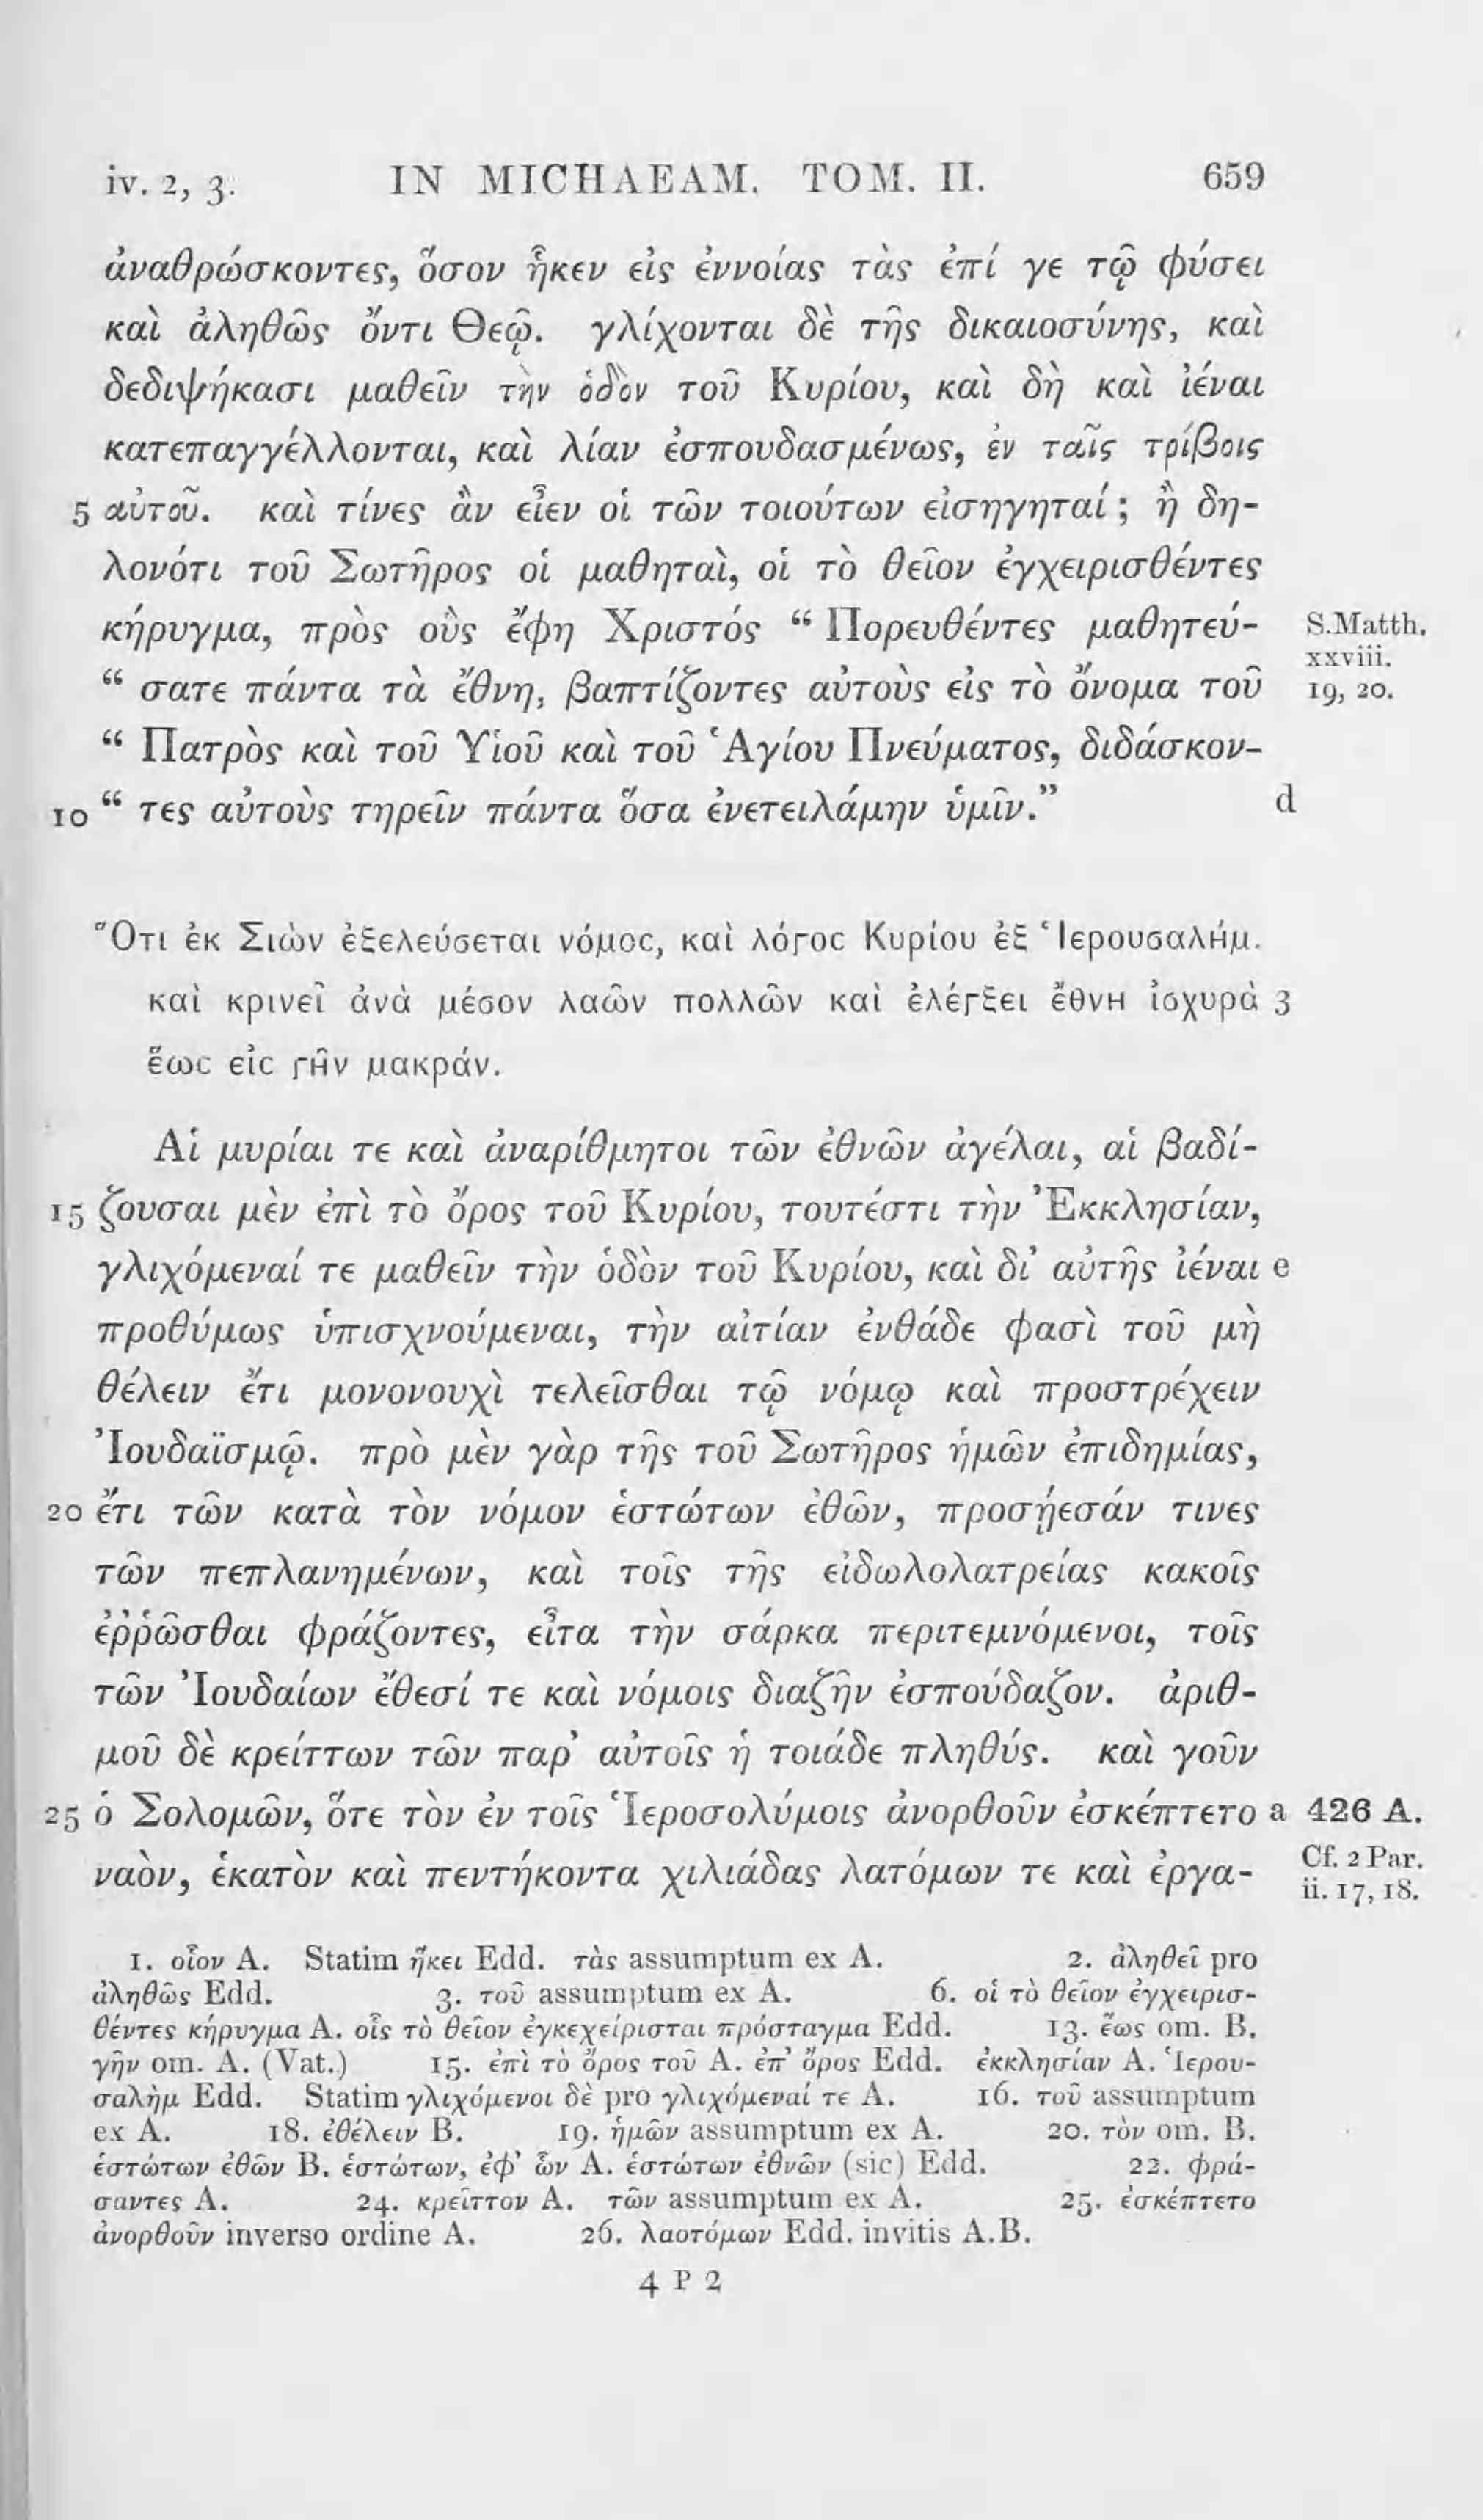 iv. 2, 3. IN MICHAEAM. TOM. II. 659
ἀναθρώσκοντες, ὅσον ἧκεν εἰς ἐννοίας τὰς ἐπί γε τῷ φύσει
καὶ ἀληθῶς ὄντι Θεῷ. γλίχονται δὲ τῆς δικαιοσύνης, καὶ
δεδιψήκασι μαθεῖν τὴν ὁδὸν τοῦ Κυρίου, καὶ δὴ καὶ ἰέναι
κατεπαγγέλλονται, καὶ λίαν ἐσπουδασμένως, ἐν ταῖς τρίβοις
5 αὐτοῦ. καὶ τίνες ἂν εἶεν οἱ τῶν τοιούτων εἰσηγηταί; ἢ δη-
λονότι τοῦ Σωτῆρος οἱ μαθηταὶ, οἱ τὸ θεῖον ἐγχειρισθέντες
κήρυγμα, πρὸς οὓς ἔφη Χριστός “ Πορευθέντες μαθητεύ- S.Matth.
xxviii.
“ σατε πάντα τὰ ἔθνη, βαπτίζοντες αὐτοὺς εἰς τὸ ὄνομα τοῦ 19, 20.
“ Πατρὸς καὶ τοῦ Υἱοῦ καὶ τοῦ Ἁγίου Πνεύματος, διδάσκον-
10 “ τες αὐτοὺς τηρεῖν πάντα ὅσα ἐνετειλάμην ὑμῖν.” d
Ὅτι ἐκ Σιὼν ἐξελεύσεται νόμος, καὶ λόγος Κυρίου ἐξ Ἱερουσαλήμ.
καὶ κρινεῖ ἀνὰ μέσον λαῶν πολλῶν καὶ ἐλέγξει ἔθνη ἰσχυρὰ 3
ἕως εἰς γῆν μακράν.
Αἱ μυρίαι τε καὶ ἀναρίθμητοι τῶν ἐθνῶν ἀγέλαι, αἱ βαδί-
15 ζουσαι μὲν ἐπὶ τὸ ὄρος τοῦ Κυρίου, τουτέστι τὴν Ἐκκλησίαν,
γλιχόμεναί τε μαθεῖν τὴν ὁδὸν τοῦ Κυρίου, καὶ δι’ αὐτῆς ἰέναι e
προθύμως ὑπισχνούμεναι, τὴν αἰτίαν ἐνθάδε φασὶ τοῦ μὴ
θέλειν ἔτι μονονουχὶ τελεῖσθαι τῷ νόμῳ καὶ προστρέχειν
Ἰουδαϊσμῷ. πρὸ μὲν γὰρ τῆς τοῦ Σωτῆρος ἡμῶν ἐπιδημίας,
20 ἔτι τῶν κατὰ τὸν νόμον ἑστώτων ἐθῶν, προσῄεσάν τινες
τῶν πεπλανημένων, καὶ τοῖς τῆς εἰδωλολατρείας κακοῖς
ἐῤῥῶσθαι φράζοντες, εἶτα τὴν σάρκα περιτεμνόμενοι, τοῖς
τῶν Ἰουδαίων ἔθεσί τε καὶ νόμοις διαζῆν ἐσπούδαζον. ἀριθ-
μοῦ δὲ κρείττων τῶν παρ’ αὐτοῖς ἡ τοιάδε πληθύς. καὶ γοῦν
25 ὁ Σολομῶν, ὅτε τὸν ἐν τοῖς Ἱεροσολύμοις ἀνορθοῦν ἐσκέπτετο a 426 A.
ναὸν, ἑκατὸν καὶ πεντήκοντα χιλιάδας λατόμων τε καὶ ἐργα- Cf. 2 Par.
ii. 17, 18.
1. οἷον A. Statim ἥκει Edd. τὰς assumptum ex A. 2. ἀληθεῖ pro
ἀληθῶς Edd. 3. τοῦ assumptum ex A. 6. οἱ τὸ θεῖον ἐγχειρισ-
θέντες κήρυγμα A. οἷς τὸ θεῖον ἐγκεχείρισται πρόσταγμα Edd. 13. ἕως om. B.
γῆν om. A. (Vat.) 15. ἐπὶ τὸ ὄρος τοῦ A. ἐπ’ ὄρος Edd. ἐκκλησίαν A. Ἱερου-
σαλὴμ Edd. Statim γλιχόμενοι δὲ pro γλιχόμεναί τε A. 16. τοῦ assumptum
ex A. 18. ἐθέλειν B. 19. ἡμῶν assumptum ex A. 20. τὸν om. B.
ἑστώτων ἐθῶν B. ἑστώτων, ἐφ’ ὧν A. ἑστώτων ἐθνῶν (sic) Edd. 22. φρά-
σαντες A. 24. κρεῖττον A. τῶν assumptum ex A. 25. ἐσκέπτετο
ἀνορθοῦν inverso ordine A. 26. λαοτόμων Edd. invitis A.B.
4 P 2